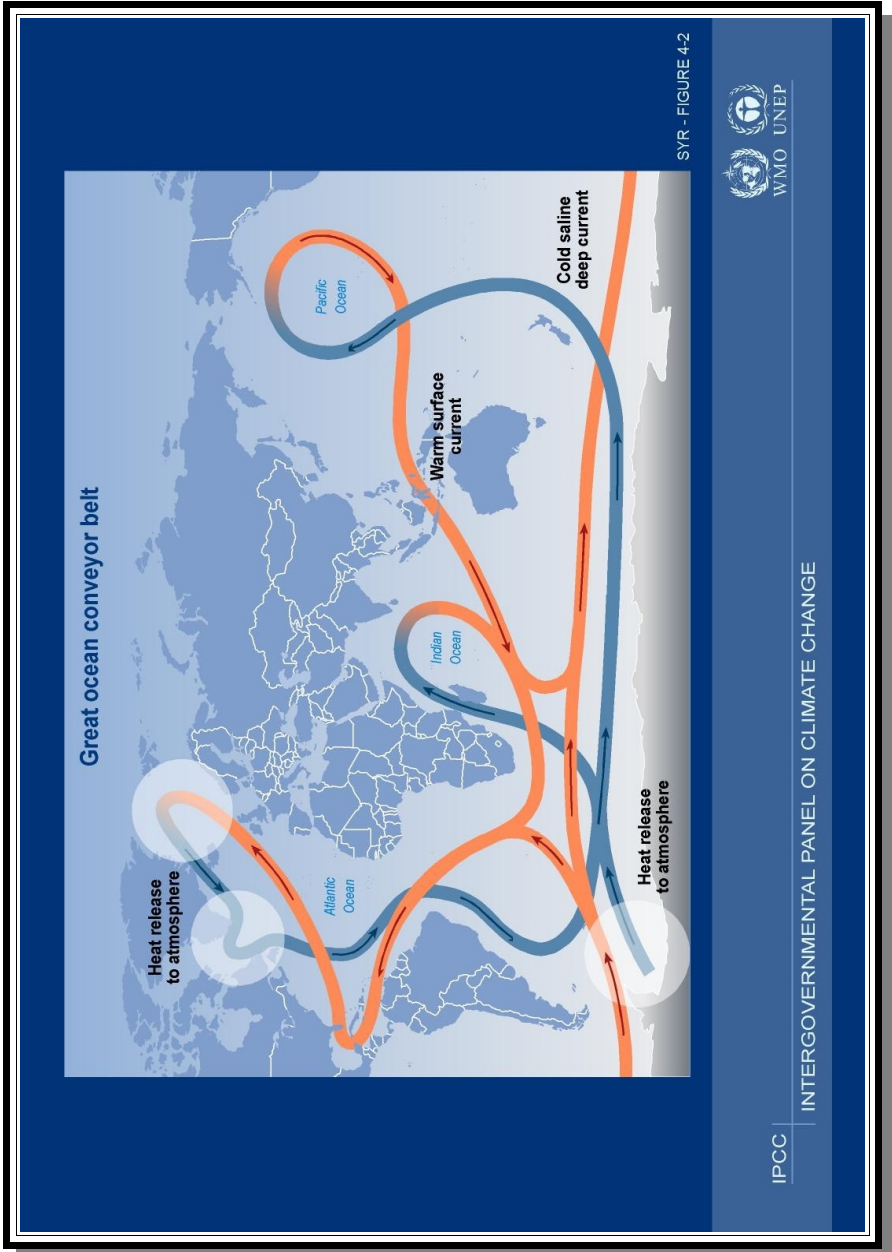 Great ocean conveyor belt
Heat release
to atmosphere
Atlantic
Ocean
Indian
Ocean
Pacific
Ocean
Warm surface
current
Cold saline
deep current
Heat release
to atmosphere
SYR - FIGURE 4-2
IPCC
INTERGOVERNMENTAL PANEL ON CLIMATE CHANGE
WMO UNEP